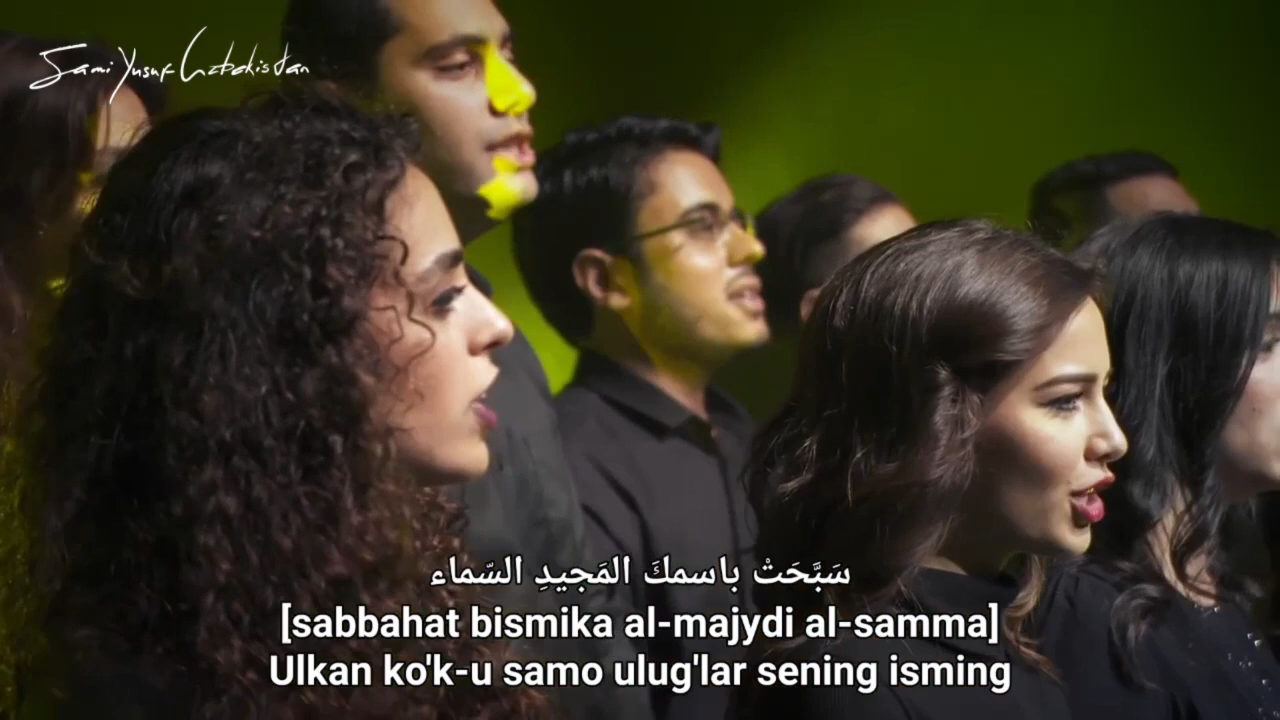 Sami Yusuf Uzbekistan
سَبَّحَتْ باسمكَ المَجيدِ السّماء
[sabbahat bismika al-majydi al-samma]
Ulkan ko'k-u samo ulug'lar sening isming